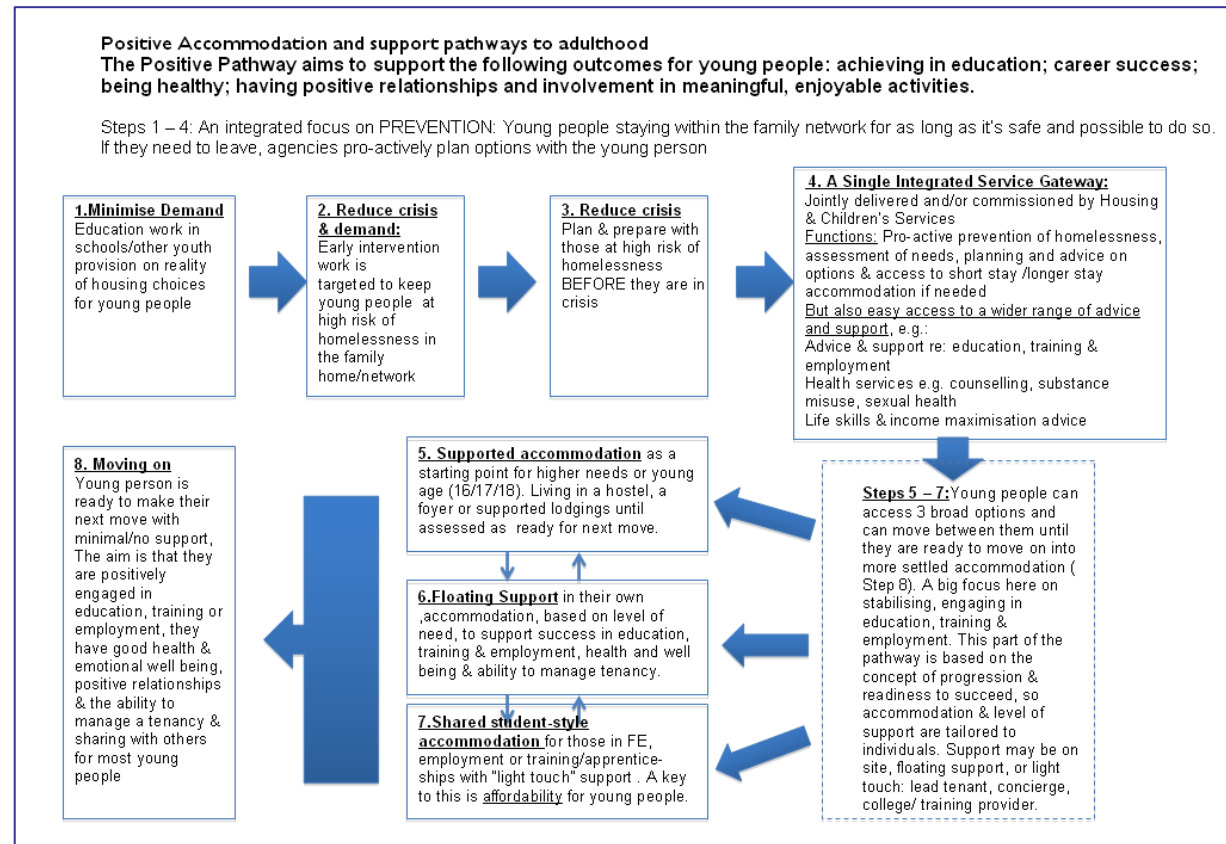 Positive Accommodation and support pathways to adulthood
The Positive Pathway aims to support the following outcomes for young people: achieving in education; career success;
being healthy; having positive relationships and involvement in meaningful, enjoyable activities.
Steps 1 – 4: An integrated focus on PREVENTION: Young people staying within the family network for as long as it's safe and possible to do so.
If they need to leave, agencies pro-actively plan options with the young person
1.Minimise Demand
Education work in
schools/other youth
provision on reality
of housing choices
for young people
2. Reduce crisis
& demand:
Early intervention
work is
targeted to keep
young people at
high risk of
homelessness in
the family
home/network
3. Reduce crisis
Plan & prepare with
those at high risk of
homelessness
BEFORE they are in
crisis
4. A Single Integrated Service Gateway:
Jointly delivered and/or commissioned by Housing
& Children's Services
Functions: Pro-active prevention of homelessness,
assessment of needs, planning and advice on
options & access to short stay /longer stay
accommodation if needed
But also easy access to a wider range of advice
and support, e.g.:
Advice & support re: education, training &
employment
Health services e.g. counselling, substance
misuse, sexual health
Life skills & income maximisation advice
8. Moving on
Young person is
ready to make their
next move with
minimal/no support,
The aim is that they
are positively
engaged in
education, training or
employment, they
have good health &
emotional well being,
positive relationships
& the ability to
manage a tenancy &
sharing with others
for most young
people
5. Supported accommodation as a
starting point for higher needs or young
age (16/17/18). Living in a hostel, a
foyer or supported lodgings until
assessed as ready for next move.
6.Floating Support in their own
,accommodation, based on level of
need, to support success in education,
training & employment, health and well
being & ability to manage tenancy.
7.Shared student-style
accommodation for those in FE,
employment or training/apprentice-
ships with "light touch" support . A key
to this is affordability for young people.
Steps 5 – 7:Young people can
access 3 broad options and
can move between them until
they are ready to move on into
more settled accommodation (
Step 8). A big focus here on
stabilising, engaging in
education, training &
employment. This part of the
pathway is based on the
concept of progression &
readiness to succeed, so
accommodation & level of
support are tailored to
individuals. Support may be on
site, floating support, or light
touch: lead tenant, concierge,
college/ training provider.